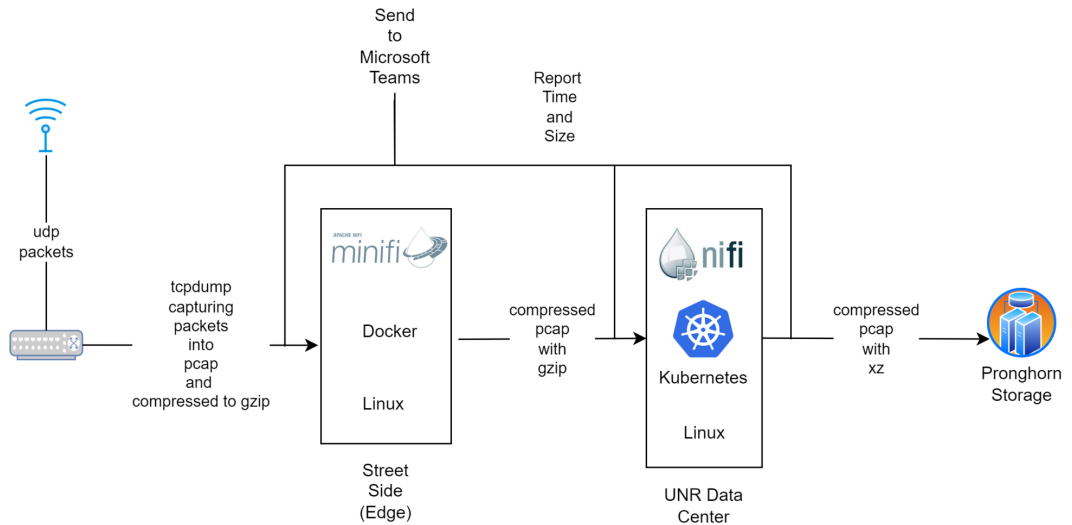 Send
to
Microsoft
Teams
Report
Time
and
Size
udp
packets
tcpdump
capturing
packets
into
pcap
and
compressed to gzip
APACHE NIFI
minifi
Docker
Linux
Street
Side
(Edge)
compressed
pcap
with
gzip
nifi
Kubernetes
Linux
UNR Data
Center
compressed
pcap
with
xz
Pronghorn
Storage